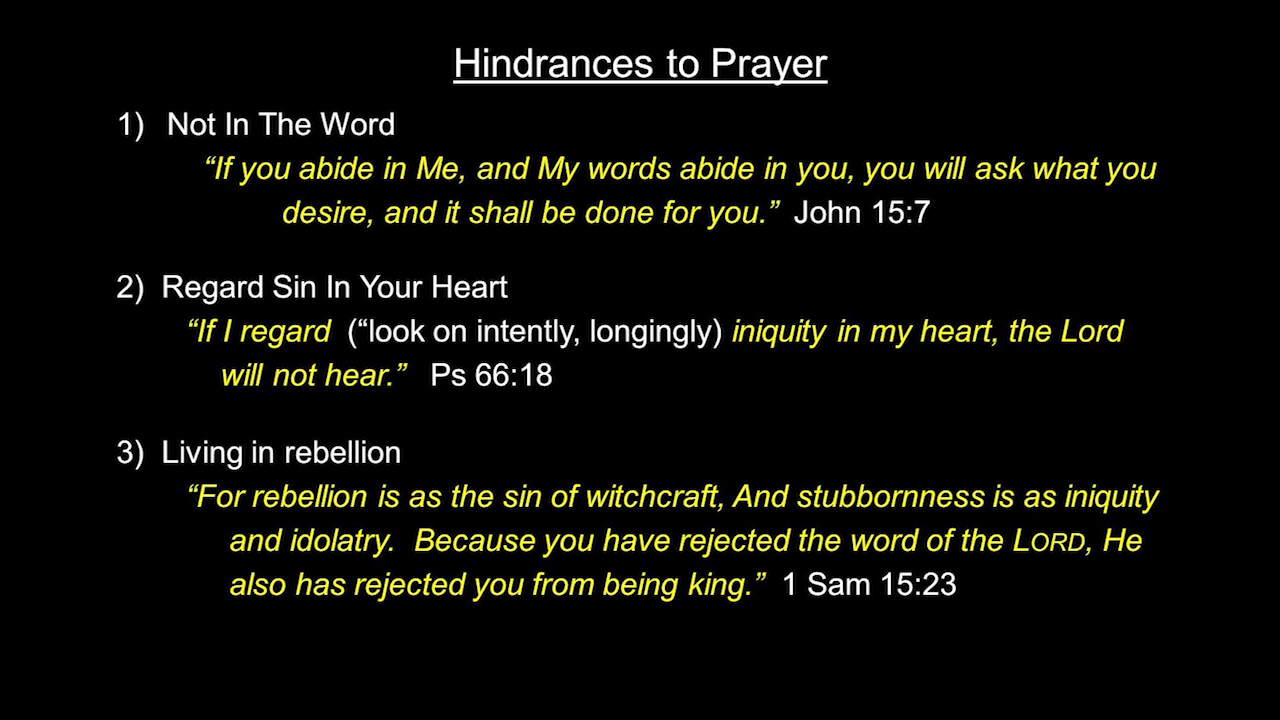 Hindrances to Prayer
1) Not In The Word
“If you abide in Me, and My words abide in you, you will ask what you
desire, and it shall be done for you.” John 15:7
2) Regard Sin In Your Heart
“If I regard (“look on intently, longingly) iniquity in my heart, the Lord
will not hear.” Ps 66:18
3) Living in rebellion
“For rebellion is as the sin of witchcraft, And stubbornness is as iniquity
and idolatry. Because you have rejected the word of the LORD, He
also has rejected you from being king.” 1 Sam 15:23